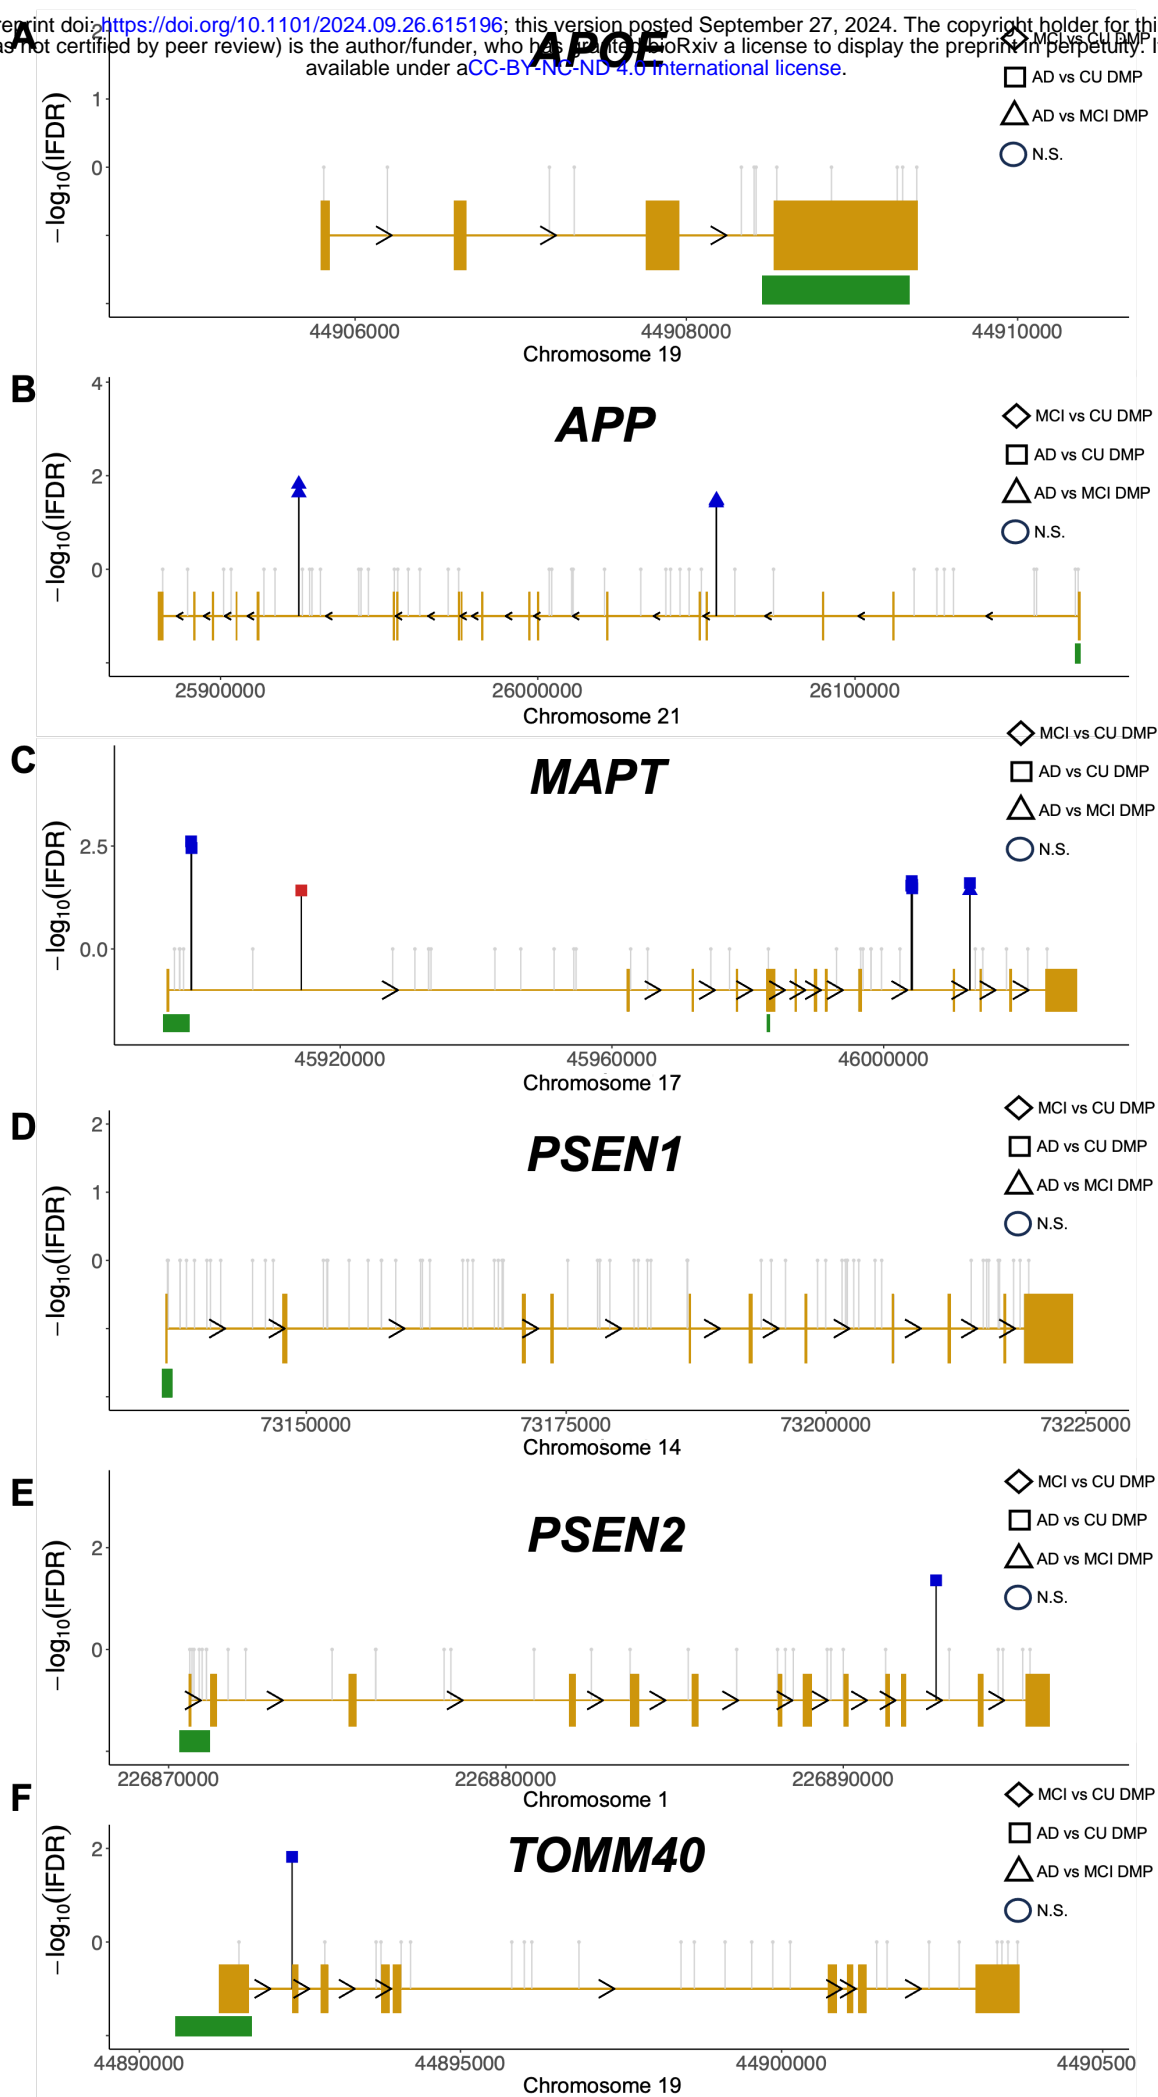 eprint doi: https://doi.org/10.1101/2024.09.26.615196; this version posted September 27, 2024. The copyright holder for thi
as not certified by peer review) is the author/funder, who has granted bioRxiv a license to display the preprint in perpetuity. I
available under aCC-BY-NC-ND 4.0 International license.
A
APOE
MCI vs CU DMP
AD vs CU DMP
AD vs MCI DMP
N.S.
−log10(lFDR)
1
0
44906000 44908000 44910000
Chromosome 19
B
APP
MCI vs CU DMP
AD vs CU DMP
AD vs MCI DMP
N.S.
−log10(lFDR)
4
2
0
25900000 26000000 26100000
Chromosome 21
C
MAPT
MCI vs CU DMP
AD vs CU DMP
AD vs MCI DMP
N.S.
−log10(lFDR)
2.5
0.0
45920000 45960000 46000000
Chromosome 17
D
PSEN1
MCI vs CU DMP
AD vs CU DMP
AD vs MCI DMP
N.S.
−log10(lFDR)
2
1
0
73150000 73175000 73200000 73225000
Chromosome 14
E
PSEN2
MCI vs CU DMP
AD vs CU DMP
AD vs MCI DMP
N.S.
−log10(lFDR)
2
0
226870000 226880000 226890000
Chromosome 1
F
TOMM40
MCI vs CU DMP
AD vs CU DMP
AD vs MCI DMP
N.S.
−log10(lFDR)
2
0
44890000 44895000 44900000 4490500
Chromosome 19